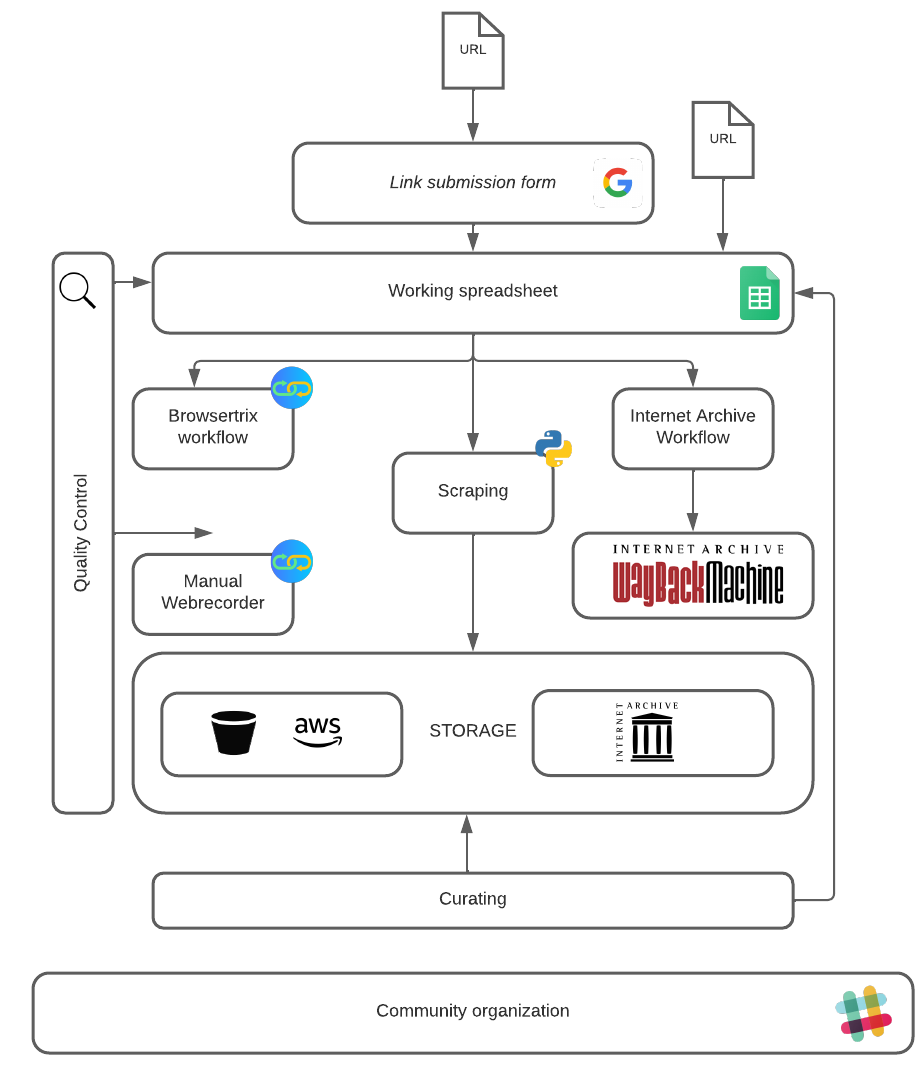 URL
URL
Link submission form
Working spreadsheet
Quality Control
Browsertrix
workflow
Internet Archive
Workflow
Scraping
INTERNET ARCHIVE
WayBackMachine
Manual
Webrecorder
aws
STORAGE
INTERNET ARCHIVE
Curating
Community organization